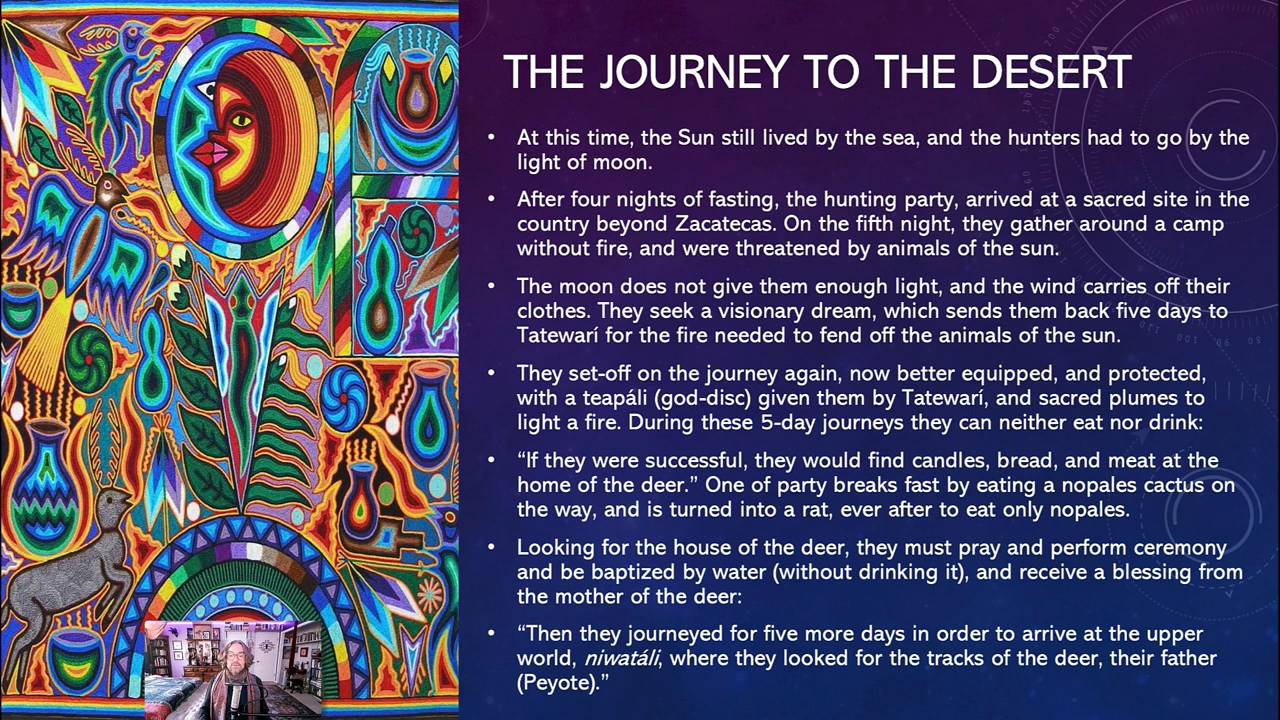 THE JOURNEY TO THE DESERT
• At this time, the Sun still lived by the sea, and the hunters had to go by the
light of moon.
• After four nights of fasting, the hunting party, arrived at a sacred site in the
country beyond Zacatecas. On the fifth night, they gather around a camp
without fire, and were threatened by animals of the sun.
• The moon does not give them enough light, and the wind carries off their
clothes. They seek a visionary dream, which sends them back five days to
Tatewarí for the fire needed to fend off the animals of the sun.
• They set-off on the journey again, now better equipped, and protected,
with a teapáli (god-disc) given them by Tatewarí, and sacred plumes to
light a fire. During these 5-day journeys they can neither eat nor drink:
• “If they were successful, they would find candles, bread, and meat at the
home of the deer.” One of party breaks fast by eating a nopales cactus on
the way, and is turned into a rat, ever after to eat only nopales.
• Looking for the house of the deer, they must pray and perform ceremony
and be baptized by water (without drinking it), and receive a blessing from
the mother of the deer:
• “Then they journeyed for five more days in order to arrive at the upper
world, niwatáli, where they looked for the tracks of the deer, their father
(Peyote).”